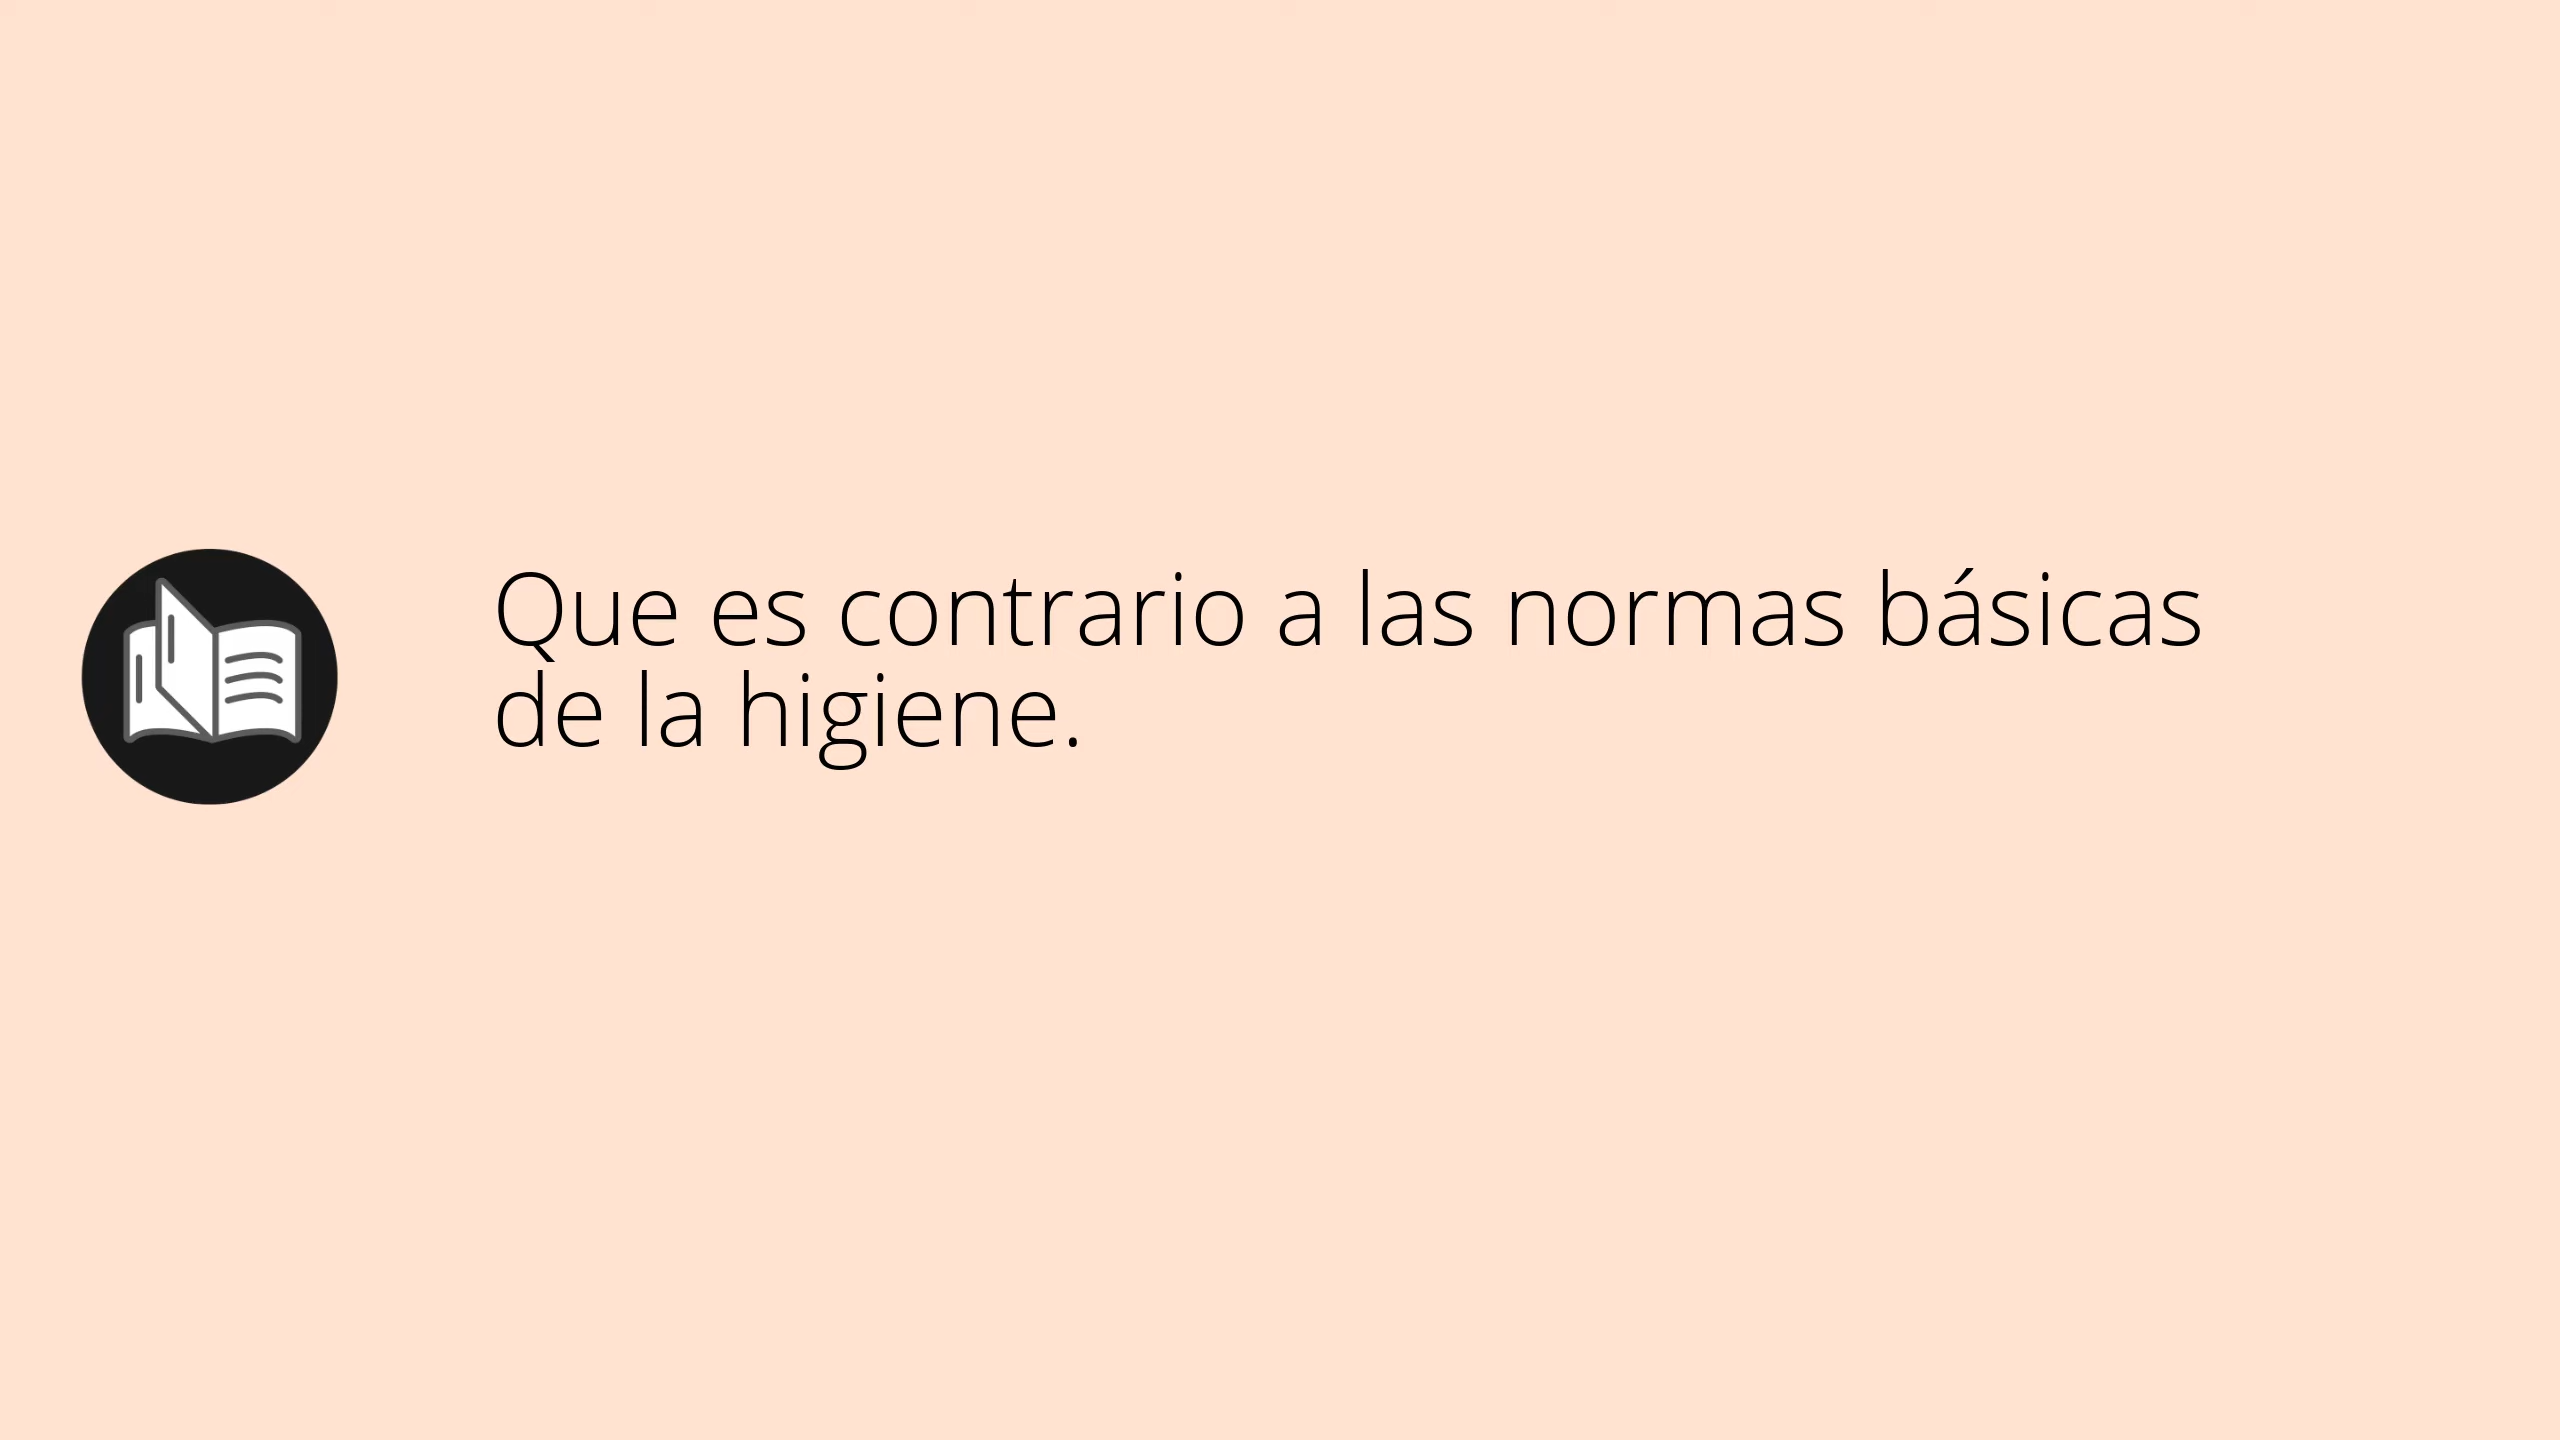 Que es contrario a las normas básicas
de la higiene.